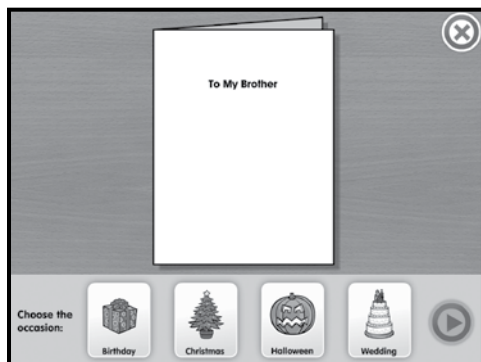 To My Brother
Choose the
occasion:
Birthday
Christmas
Halloween
Wedding